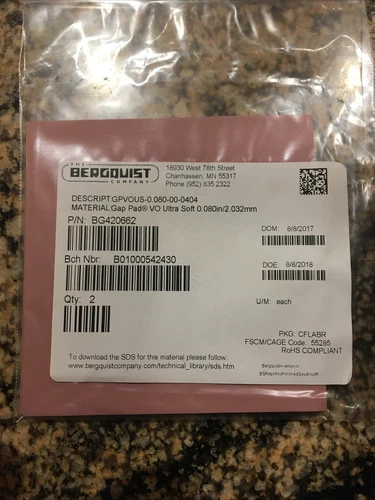 THE
BERGQUIST
COMPANY
18930 West 78th Street
Chanhassen, MN 55317
Phone (952) 835 2322
DESCRIPT:GPVOUS-0.080-00-0404
MATERIAL:Gap Pad® VO Ultra Soft 0.080in/2.032mm
P/N: BG420662
DOM: 8/8/2017
Bch Nbr: B01000542430
DOE: 8/8/2018
Qty: 2
U/M: each
PKG: CFLABR
FSCM/CAGE Code: 55285
RoHS COMPLIANT
To download the SDS for this material please follow:
www.bergquistcompany.com/technical_library/sds.htm